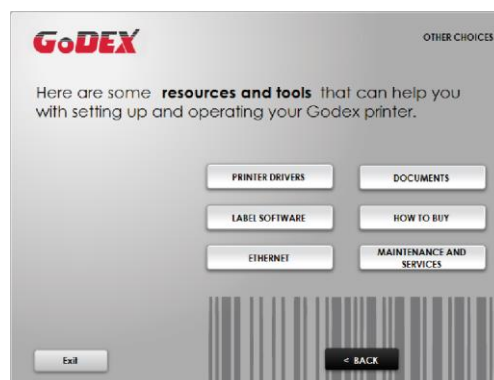 GoDEX
OTHER CHOICES
Here are some resources and tools that can help you
with setting up and operating your Godex printer.
PRINTER DRIVERS
DOCUMENTS
LABEL SOFTWARE
HOW TO BUY
ETHERNET
MAINTENANCE AND
SERVICES
Exit
< BACK